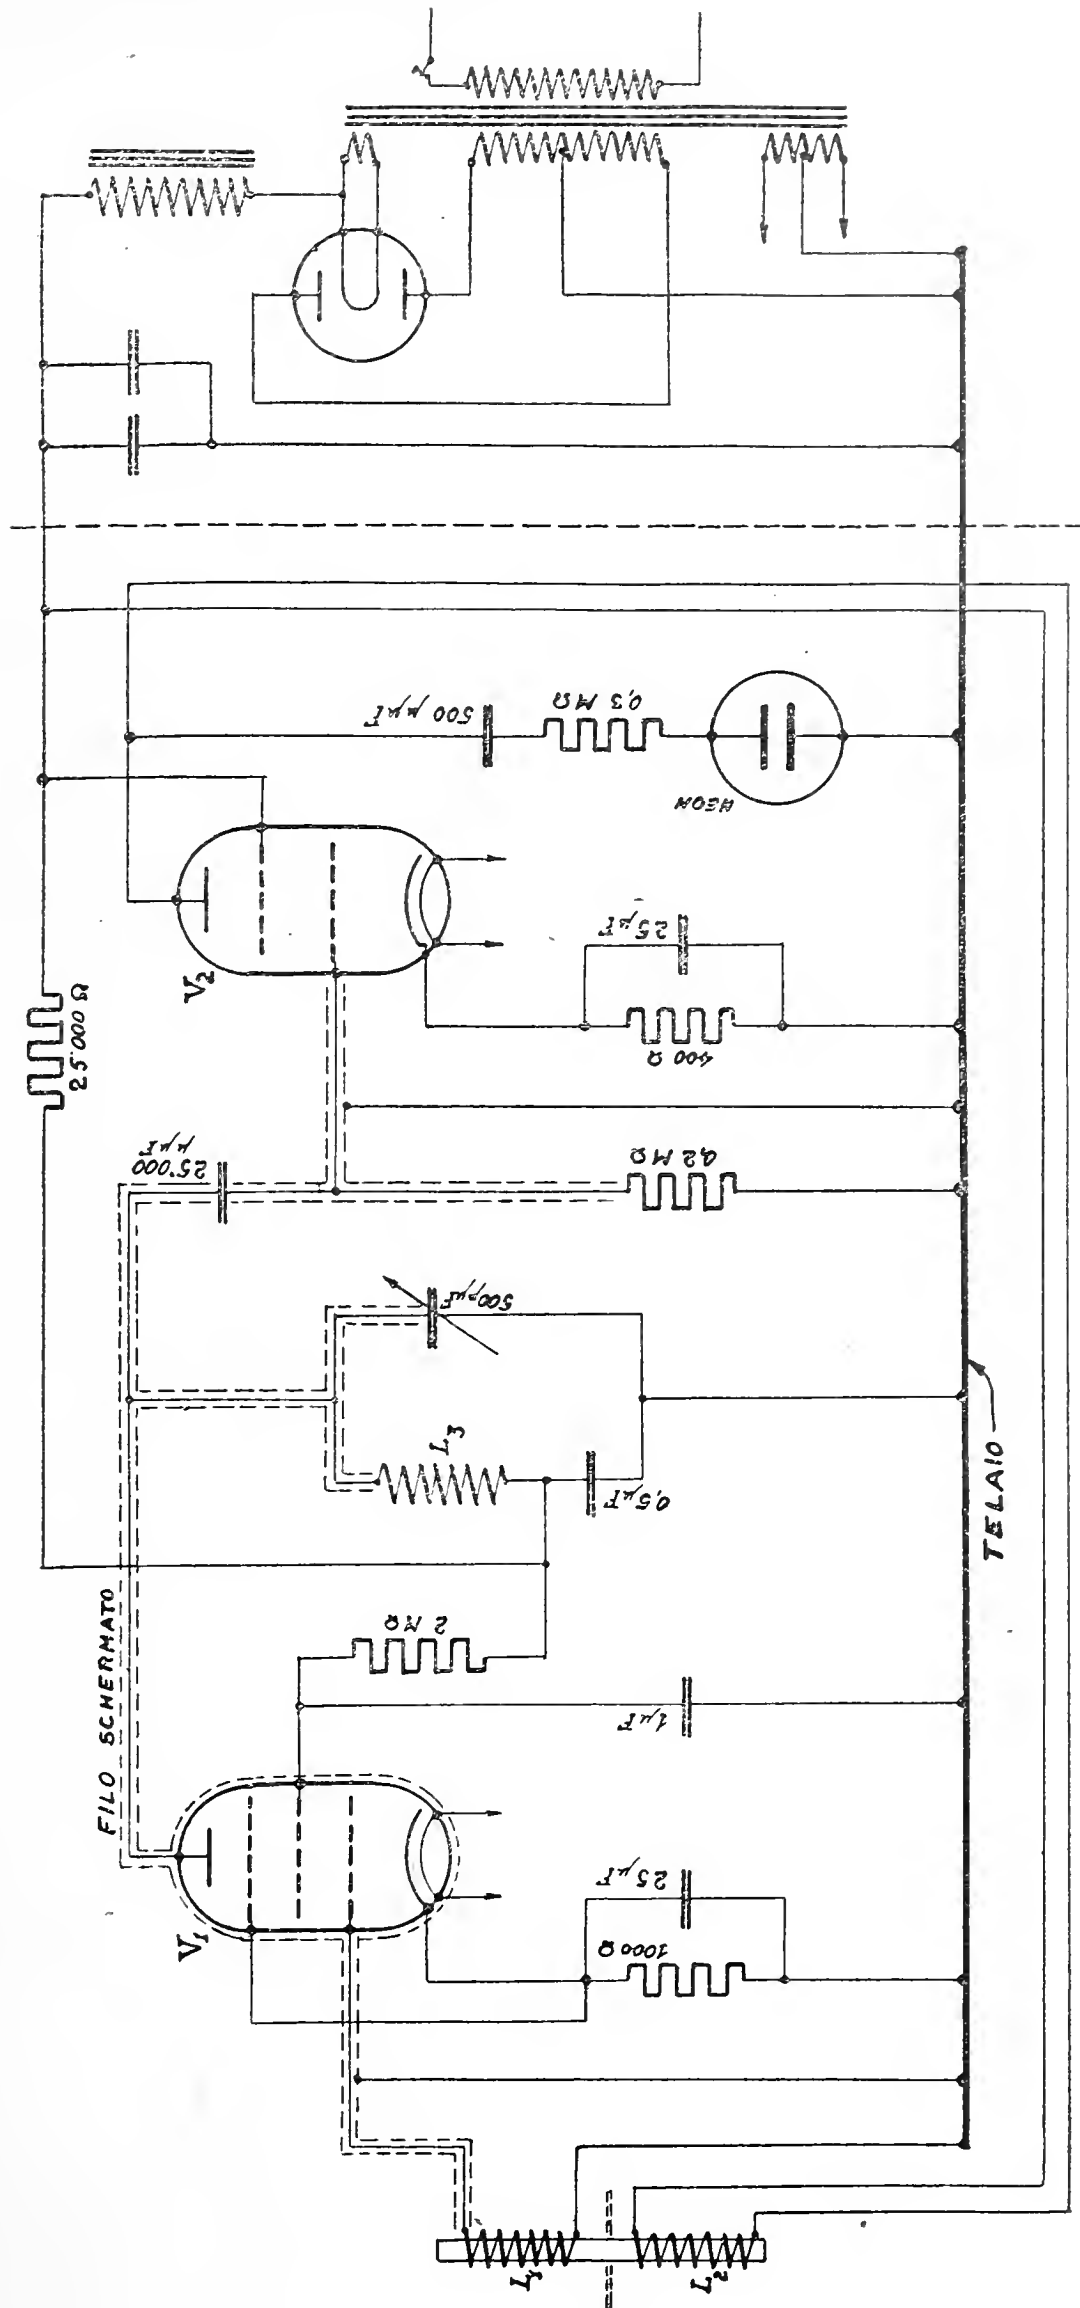 500 μμF
0,3 MΩ
NEON
V2
25 μF
400 Ω
25.000 Ω
25.000
μμF
0,2 MΩ
500 μμF
L3
0,5 μF
TELAIO
2 MΩ
FILO SCHERMATO
1 μF
V1
25 μF
1000 Ω
L1
L2